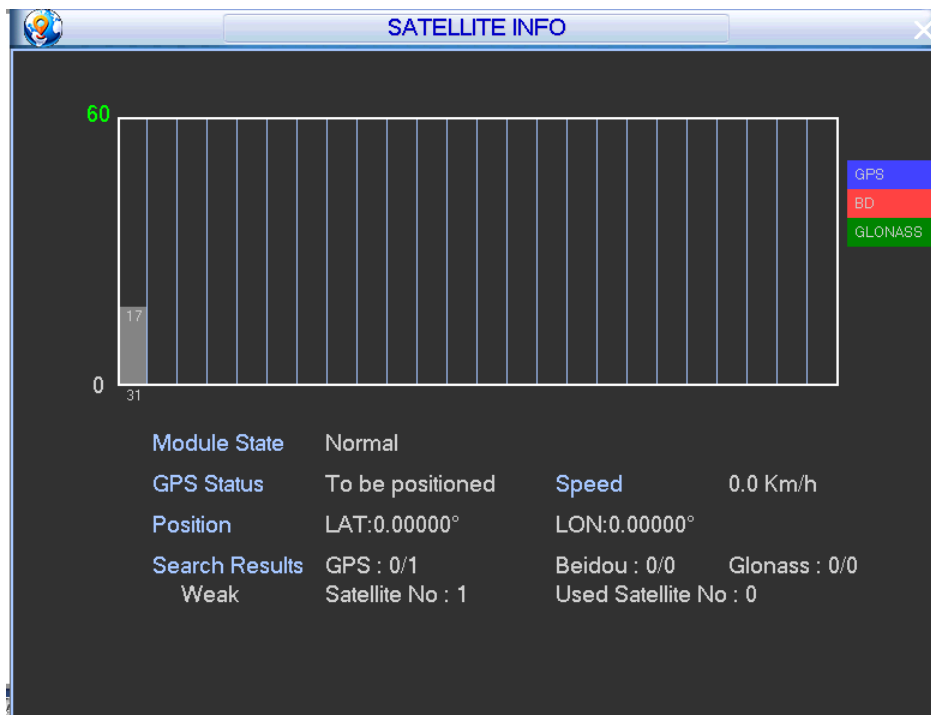 SATELLITE INFO
60
GPS
BD
GLONASS
17
0
31
Module State Normal
GPS Status To be positioned Speed 0.0 Km/h
Position LAT:0.00000° LON:0.00000°
Search Results GPS : 0/1 Beidou : 0/0 Glonass : 0/0
Weak Satellite No : 1 Used Satellite No : 0